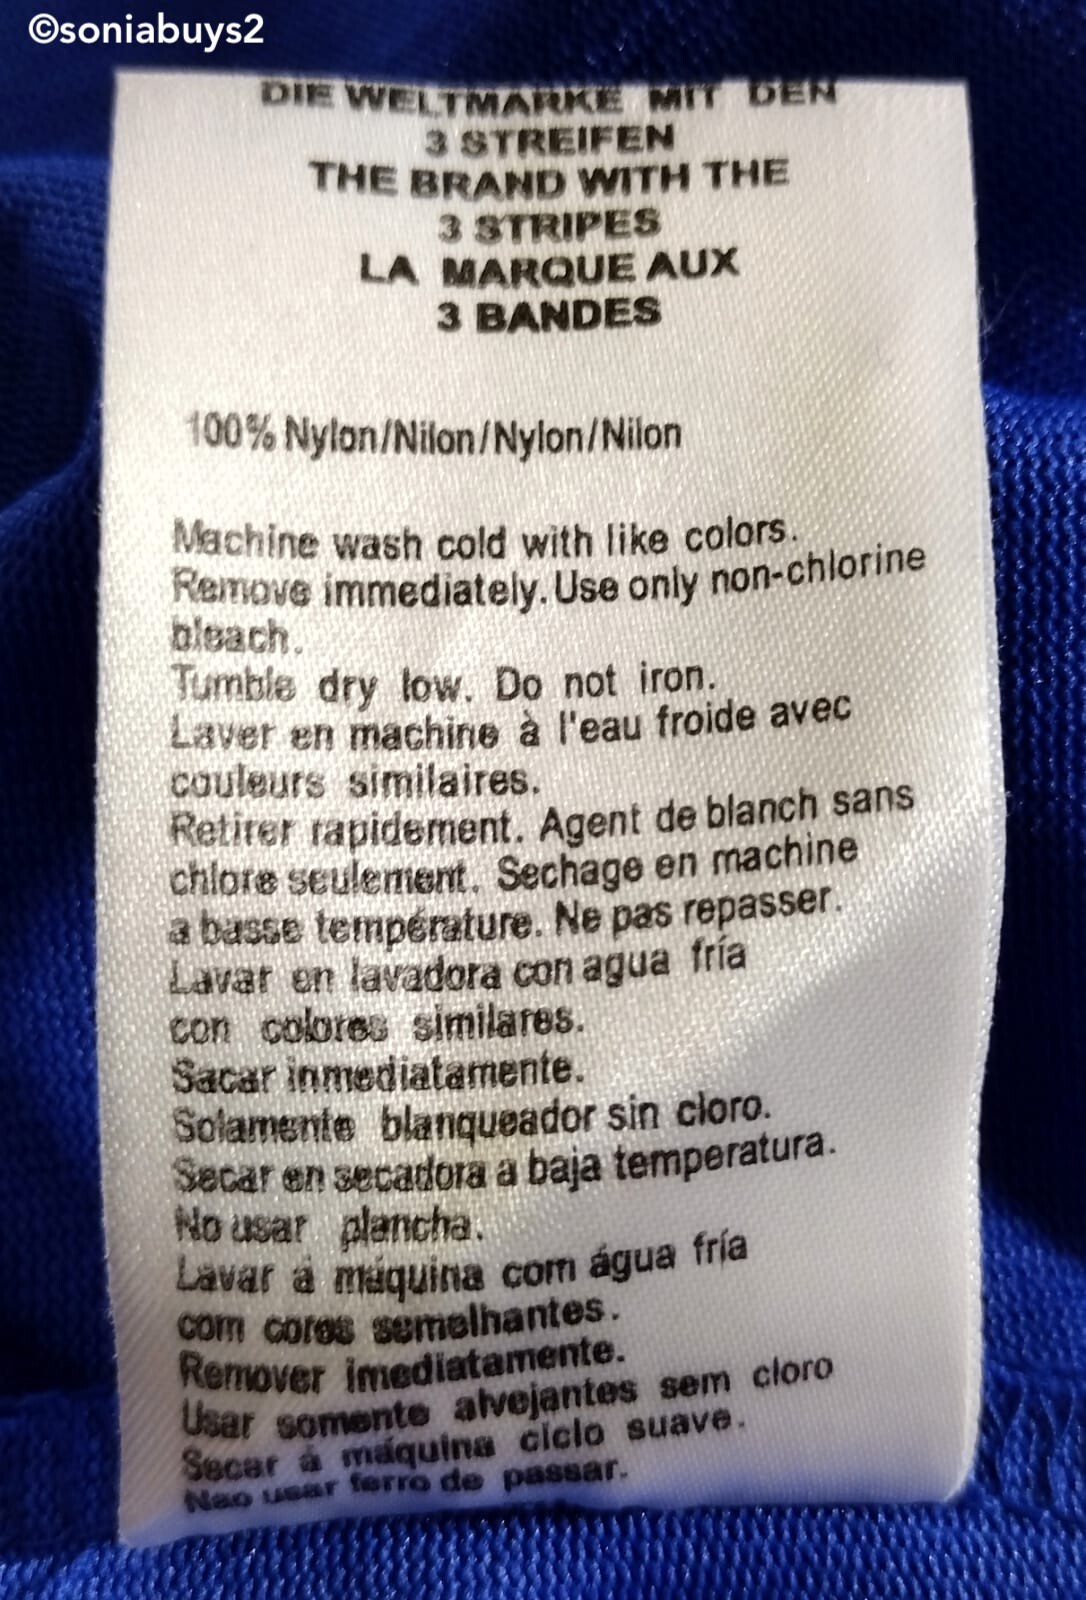 ©soniabuys2
DIE WELTMARKE MIT DEN
3 STREIFEN
THE BRAND WITH THE
3 STRIPES
LA MARQUE AUX
3 BANDES
100% Nylon/Nilon/Nylon/Nilon
Machine wash cold with like colors.
Remove immediately. Use only non-chlorine
bleach.
Tumble dry low. Do not iron.
Laver en machine à l'eau froide avec
couleurs similaires.
Retirer rapidement. Agent de blanch sans
chlore seulement. Sechage en machine
a basse température. Ne pas repasser.
Lavar en lavadora con agua fría
con colores similares.
Sacar inmediatamente.
Solamente blanqueador sin cloro.
Secar en secadora a baja temperatura.
No usar plancha.
Lavar à máquina com água fría
com cores semelhantes.
Remover imediatamente.
Usar somente alvejantes sem cloro
Secar à máquina ciclo suave.
Nao usar ferro de passar.